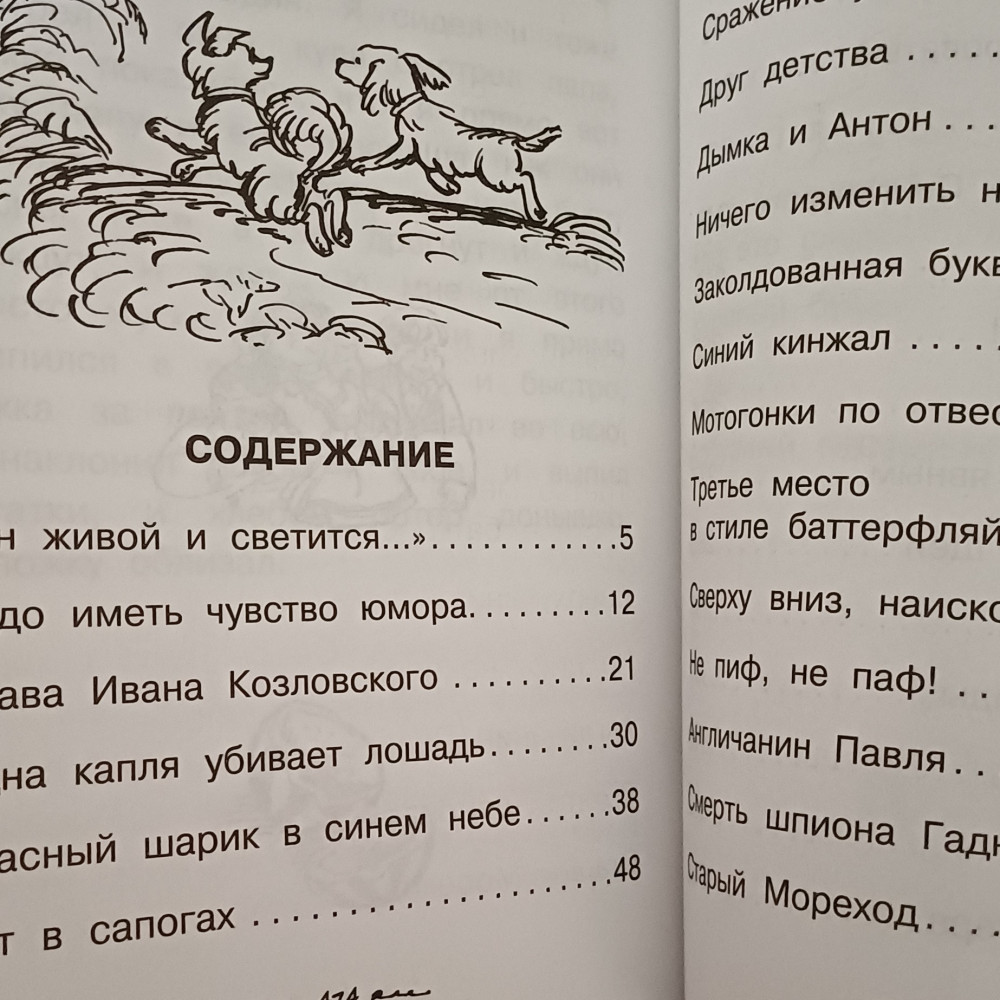 СОДЕРЖАНИЕ
н живой и светится...»............5
до иметь чувство юмора.........12
ава Ивана Козловского ..........21
на капля убивает лошадь........30
асный шарик в синем небе......38
т в сапогах ....................48
Сражение
Друг детства .....
Дымка и Антон ...
Ничего изменить н
Заколдованная букв
Синий кинжал .....
Мотогонки по отвес
Третье место
в стиле баттерфляй
Сверху вниз, наиско
Не пиф, не паф! ..
Англичанин Павля ..
Смерть шпиона Гадю
Старый Мореход....